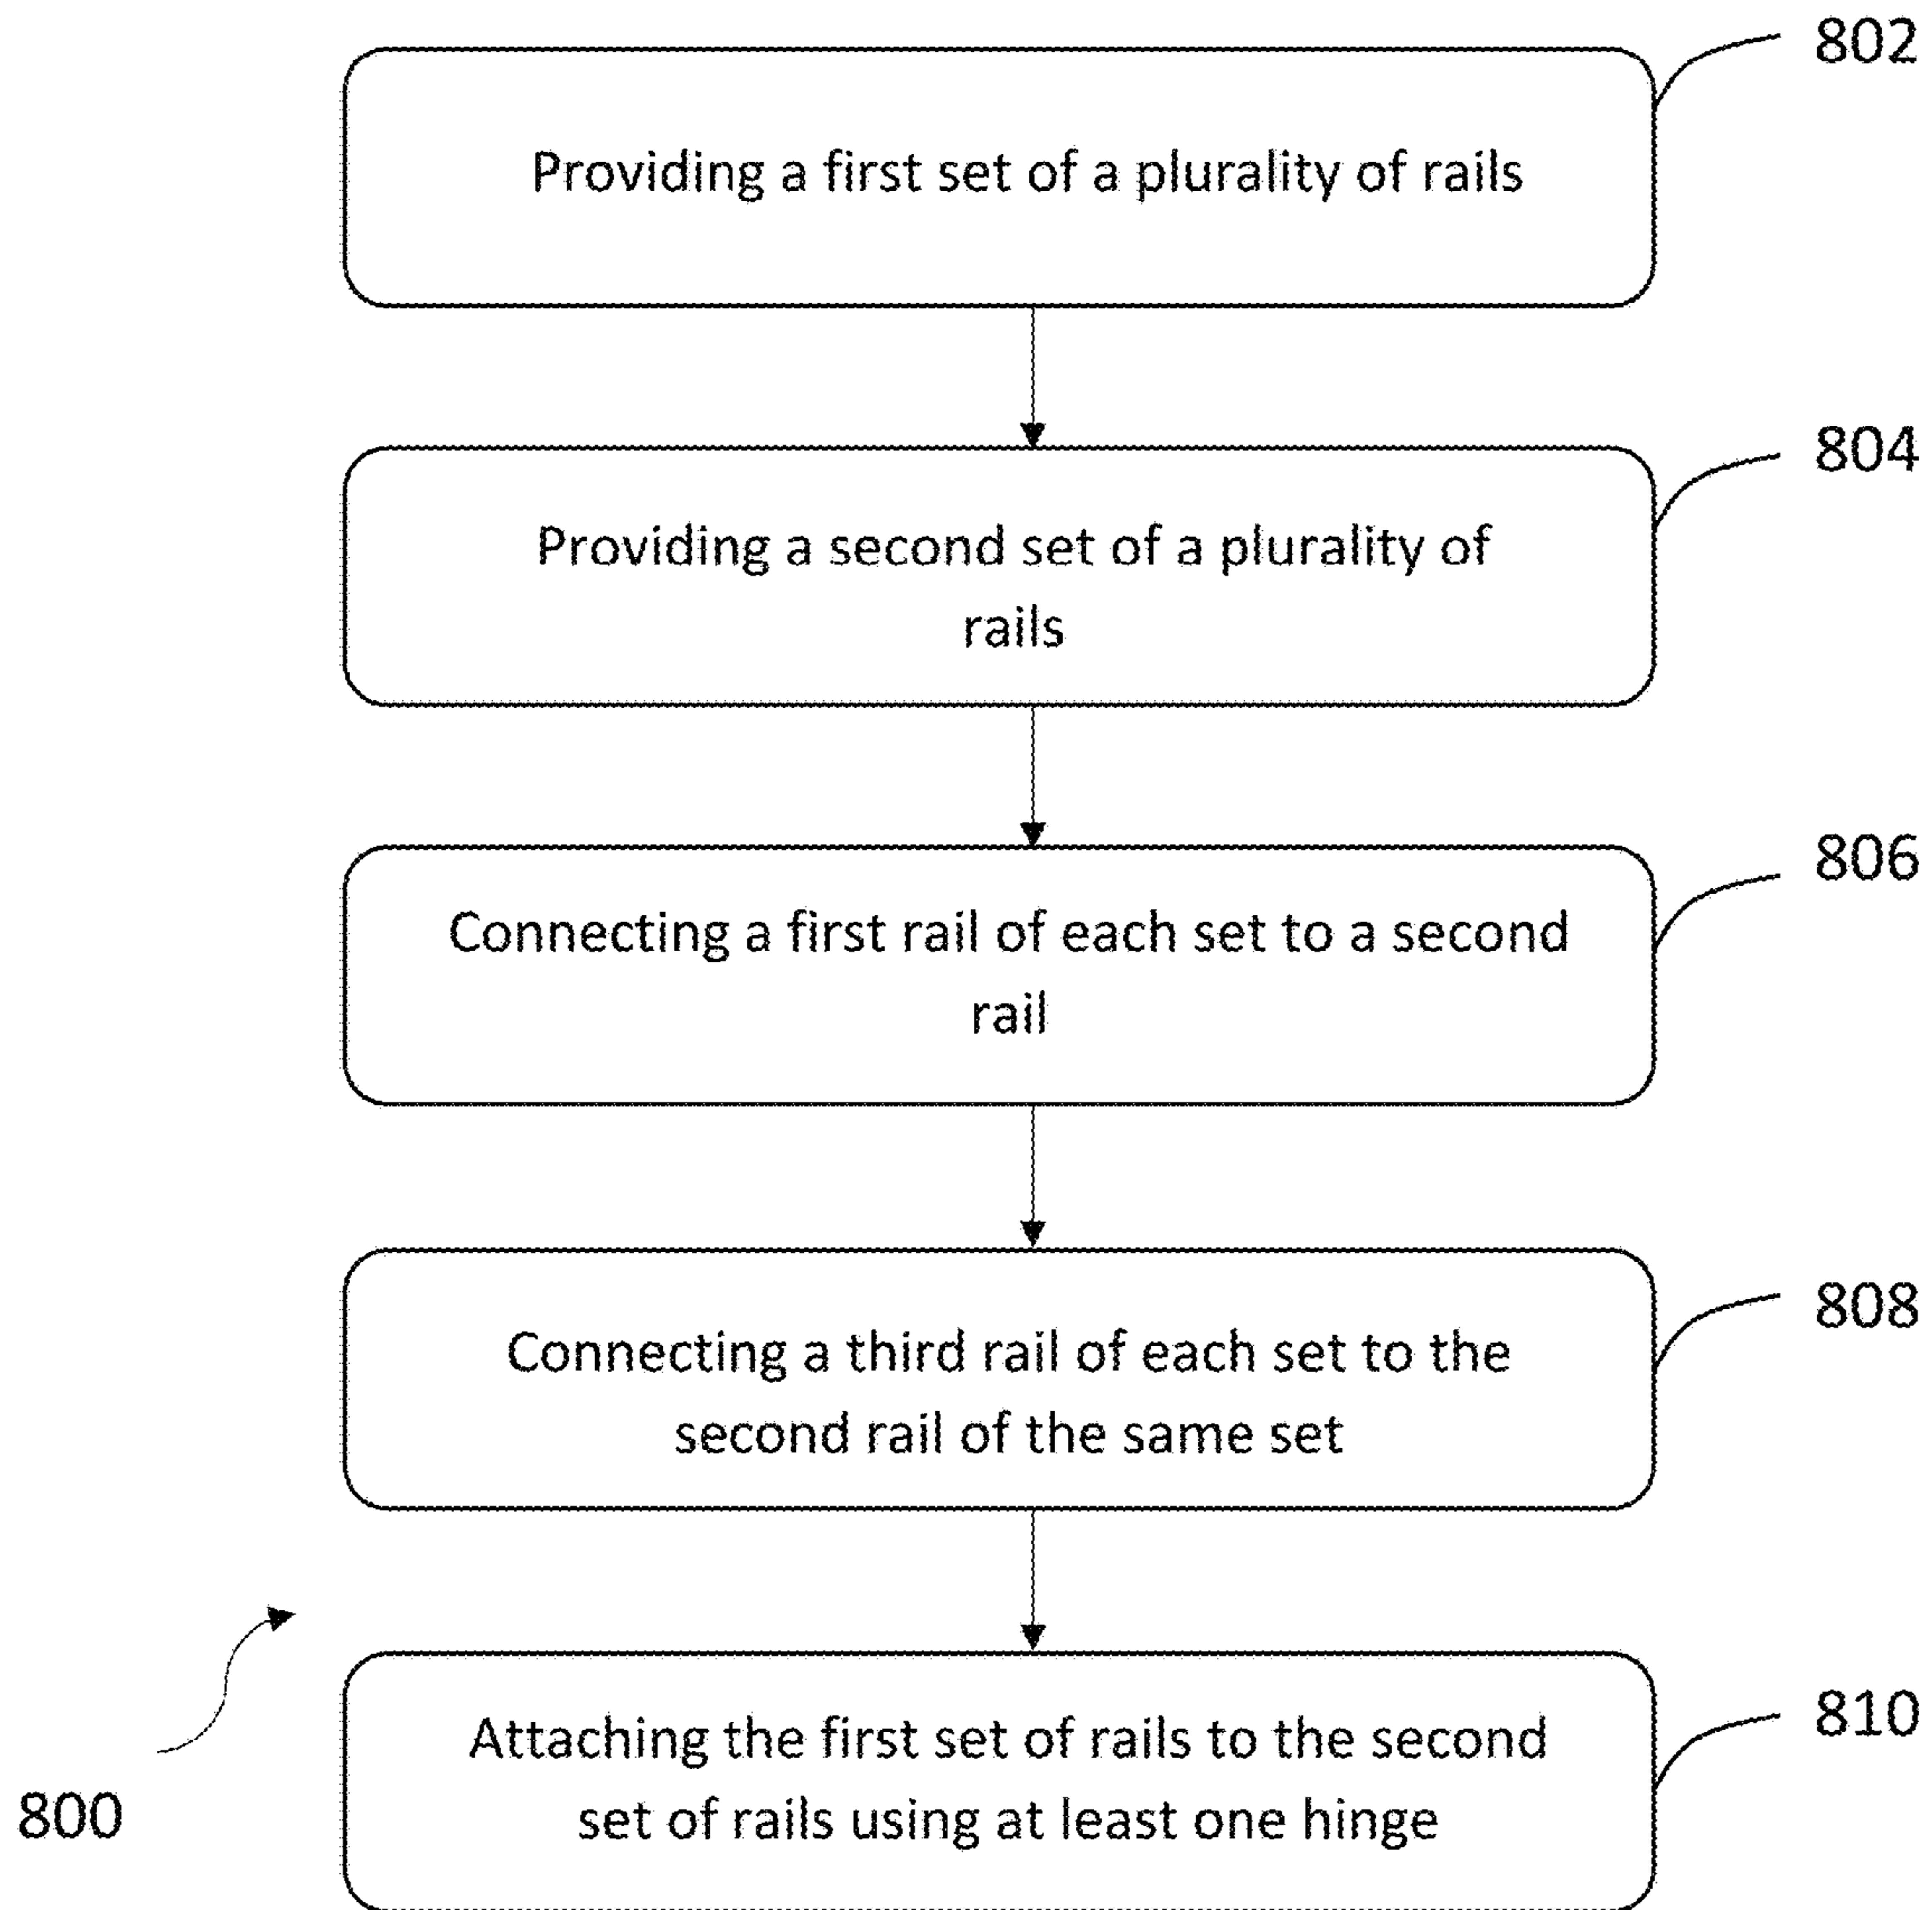 802
Providing a first set of a plurality of rails
804
Providing a second set of a plurality of
rails
806
Connecting a first rail of each set to a second
rail
808
Connecting a third rail of each set to the
second rail of the same set
810
Attaching the first set of rails to the second
set of rails using at least one hinge
800